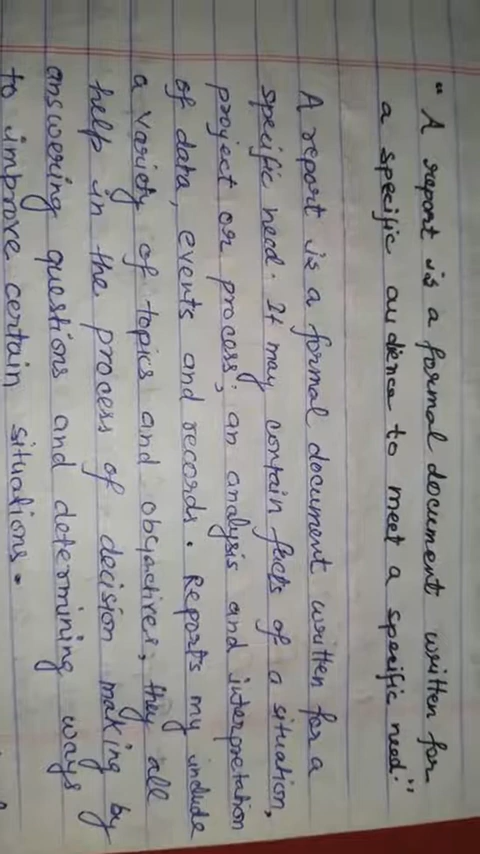 " A report is a formal document written for
a specific audience to meet a specific need."
A report is a formal document written for a
specific need. It may contain facts of a situation,
project or process; an analysis and interpretation
of data, events and records. Reports my include
a variety of topics and objectives, they all
help in the process of decision making by
answering questions and determining ways
to improve certain situations.